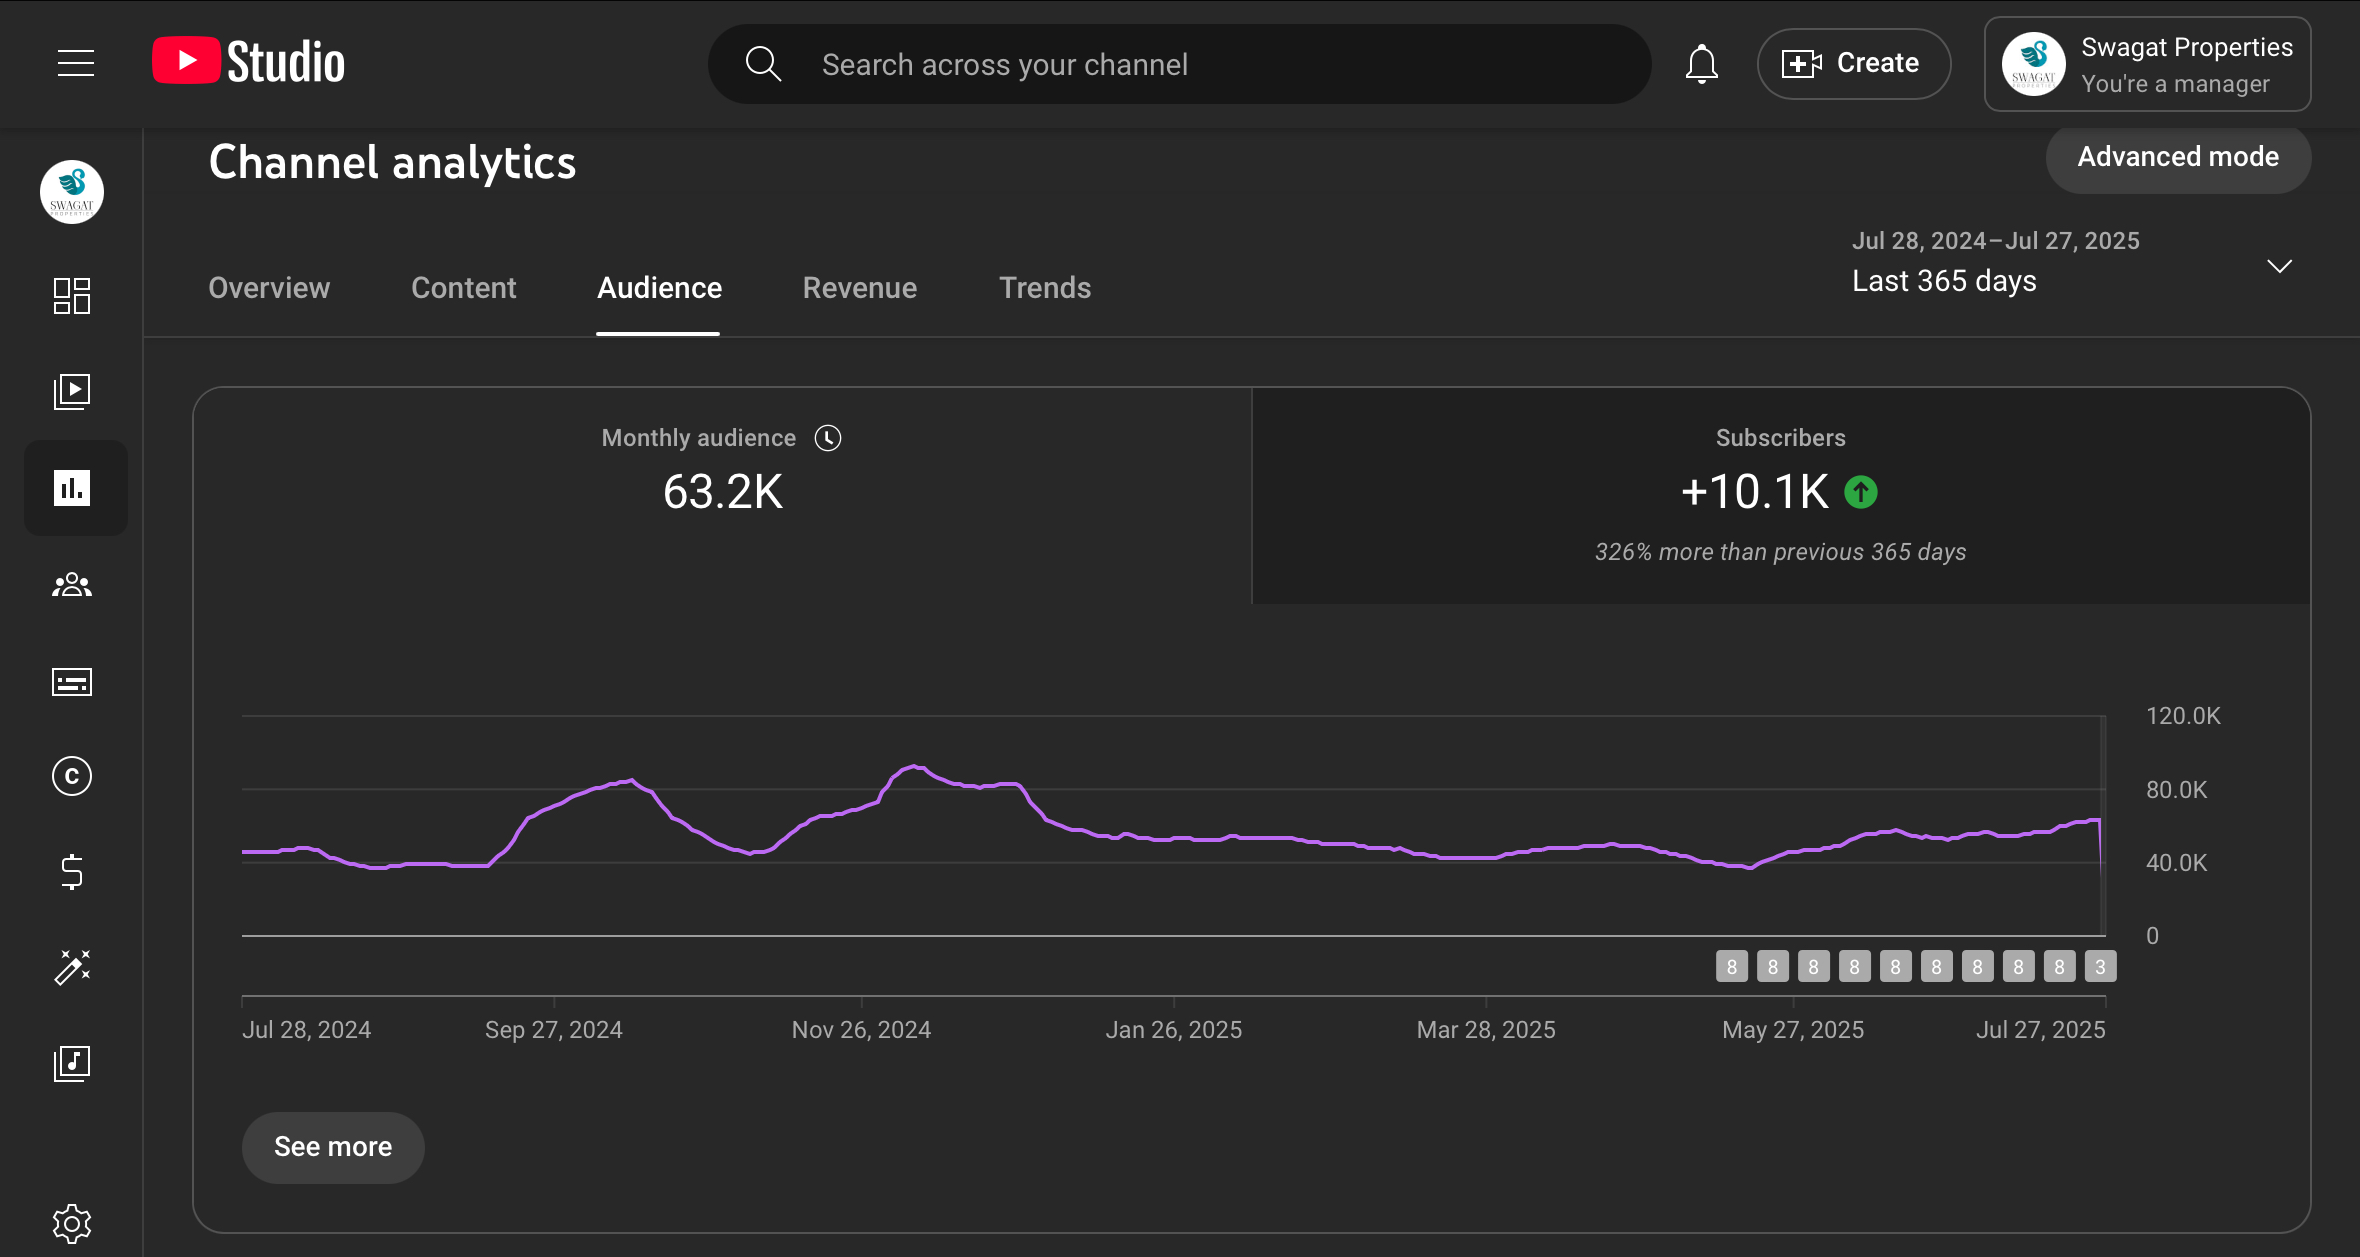 Studio
Search across your channel
Create
Swagat Properties
You're a manager
SWAGAT
PROPERTIES
Channel analytics
Advanced mode
SWAGAT
PROPERTIES
Jul 28, 2024–Jul 27, 2025
Last 365 days
Overview
Content
Audience
Revenue
Trends
Monthly audience
63.2K
Subscribers
+10.1K
326% more than previous 365 days
120.0K
80.0K
40.0K
0
8 8 8 8 8 8 8 8 8 3
Jul 28, 2024
Sep 27, 2024
Nov 26, 2024
Jan 26, 2025
Mar 28, 2025
May 27, 2025
Jul 27, 2025
See more